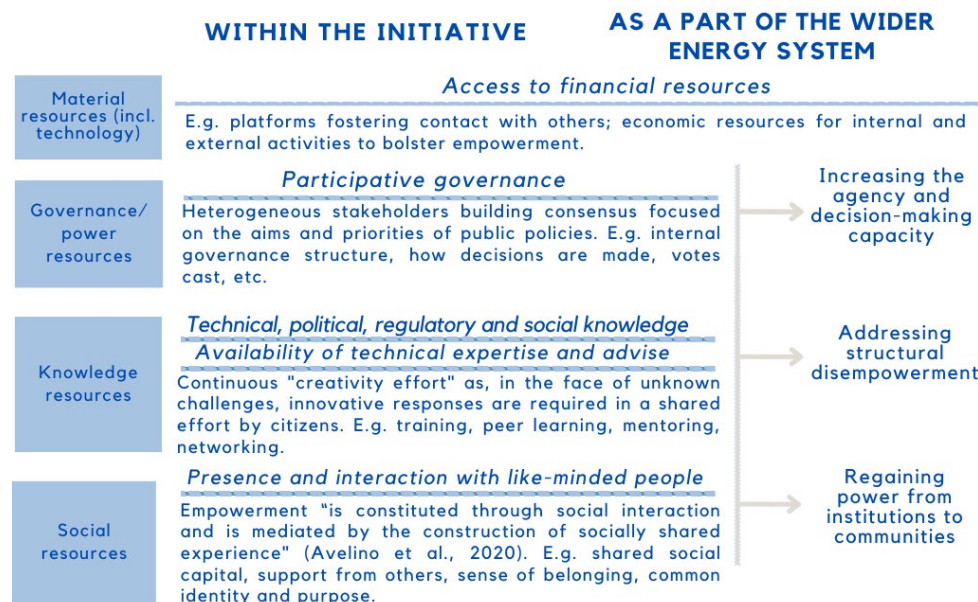 WITHIN THE INITIATIVE
AS A PART OF THE WIDER
ENERGY SYSTEM
Material
resources (incl.
technology)
Access to financial resources
E.g. platforms fostering contact with others; economic resources for internal and
external activities to bolster empowerment.
Governance/
power
resources
Participative governance
Heterogeneous stakeholders building consensus focused
on the aims and priorities of public policies. E.g. internal
governance structure, how decisions are made, votes
cast, etc.
Increasing the
agency and
decision-making
capacity
Knowledge
resources
Technical, political, regulatory and social knowledge
Availability of technical expertise and advise
Continuous "creativity effort" as, in the face of unknown
challenges, innovative responses are required in a shared
effort by citizens. E.g. training, peer learning, mentoring,
networking.
Addressing
structural
disempowerment
Social
resources
Presence and interaction with like-minded people
Empowerment “is constituted through social interaction
and is mediated by the construction of socially shared
experience" (Avelino et al., 2020). E.g. shared social
capital, support from others, sense of belonging, common
identity and purpose.
Regaining
power from
institutions to
communities